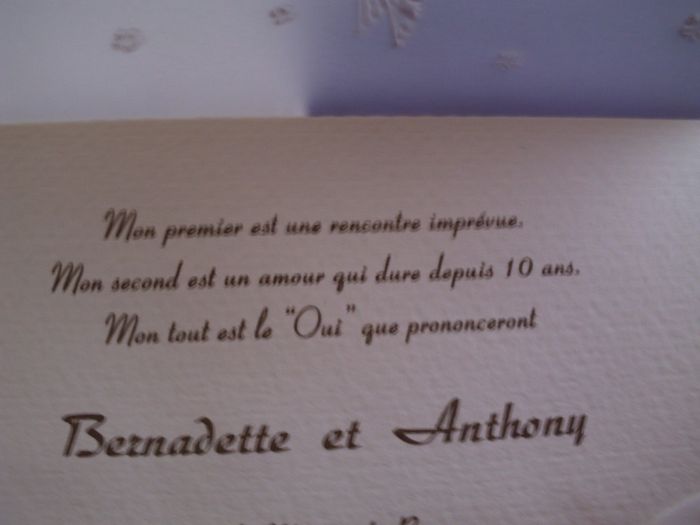 Mon premier est une rencontre imprévue.
Mon second est un amour qui dure depuis 10 ans.
Mon tout est le "Oui" que prononceront
Bernadette et Anthony